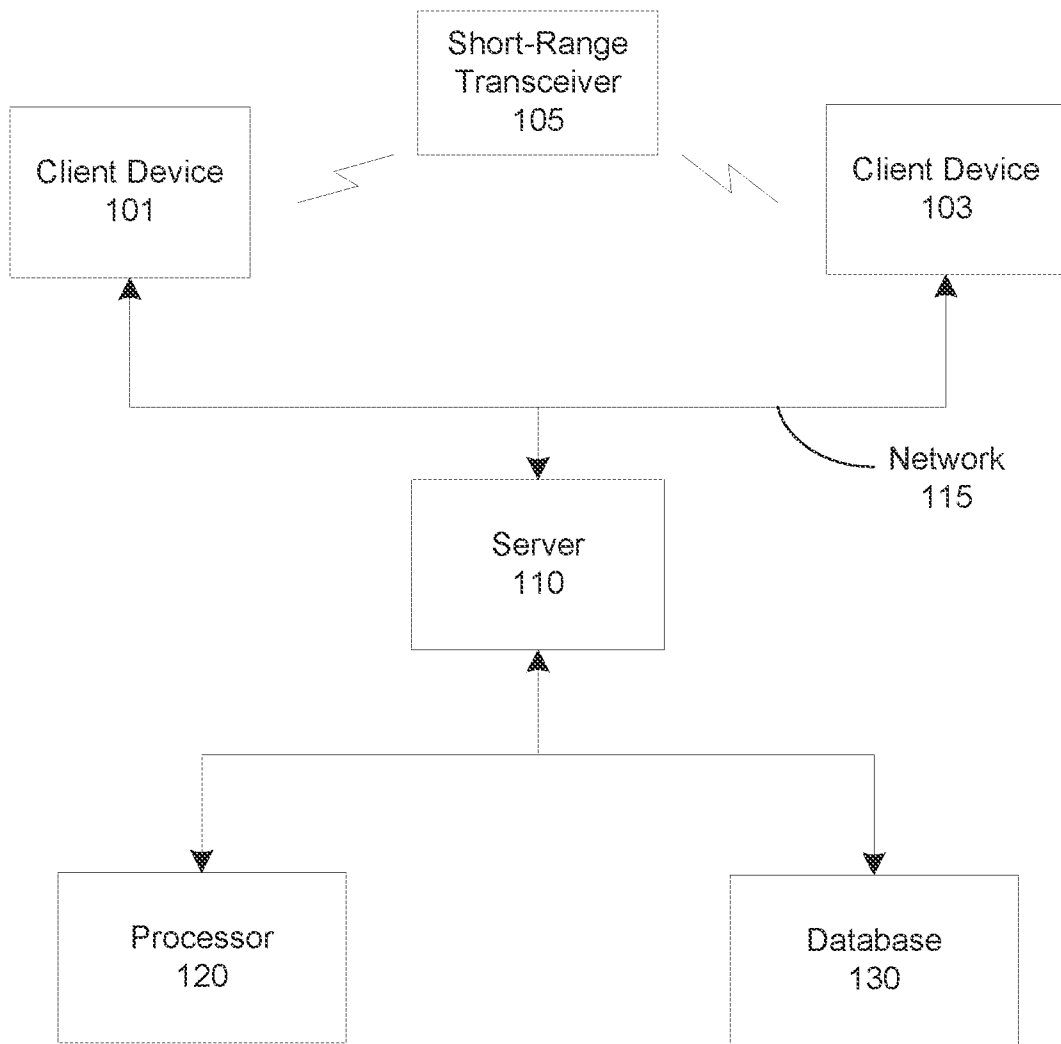 Short-Range
Transceiver
105
Client Device
101
Client Device
103
Network
115
Server
110
Processor
120
Database
130